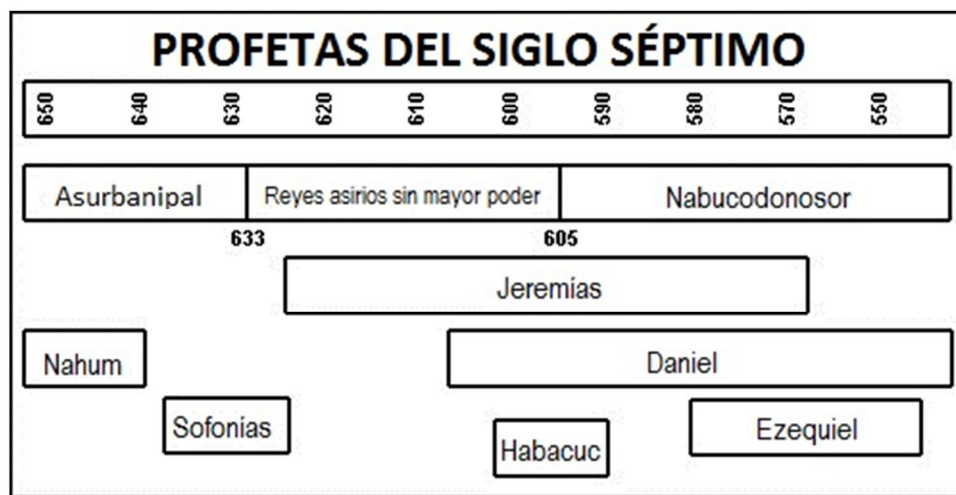 PROFETAS DEL SIGLO SÉPTIMO
650 640 630 620 610 600 590 580 570 550
Asurbanipal Reyes asirios sin mayor poder Nabucodonosor
633 605
Jeremías
Nahum Daniel
Sofonías Habacuc Ezequiel